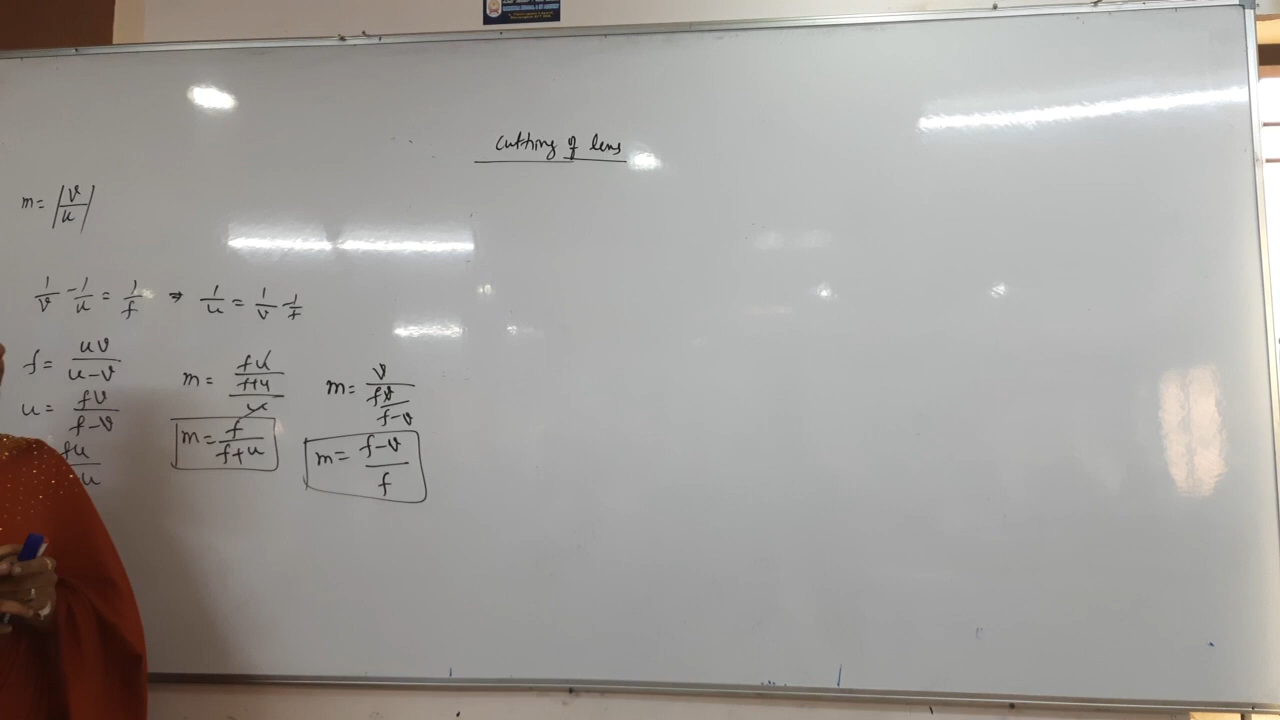 cutting of lens
m = |v/u|
1/v - 1/u = 1/f ⇒ 1/u = 1/v - 1/f
f = uv/(u-v)
u = fv/(f-v)
fu
u
m = (fu/(f+u))/u
m = f/(f+u)
m = v/(fv/(f-v))
m = (f-v)/f